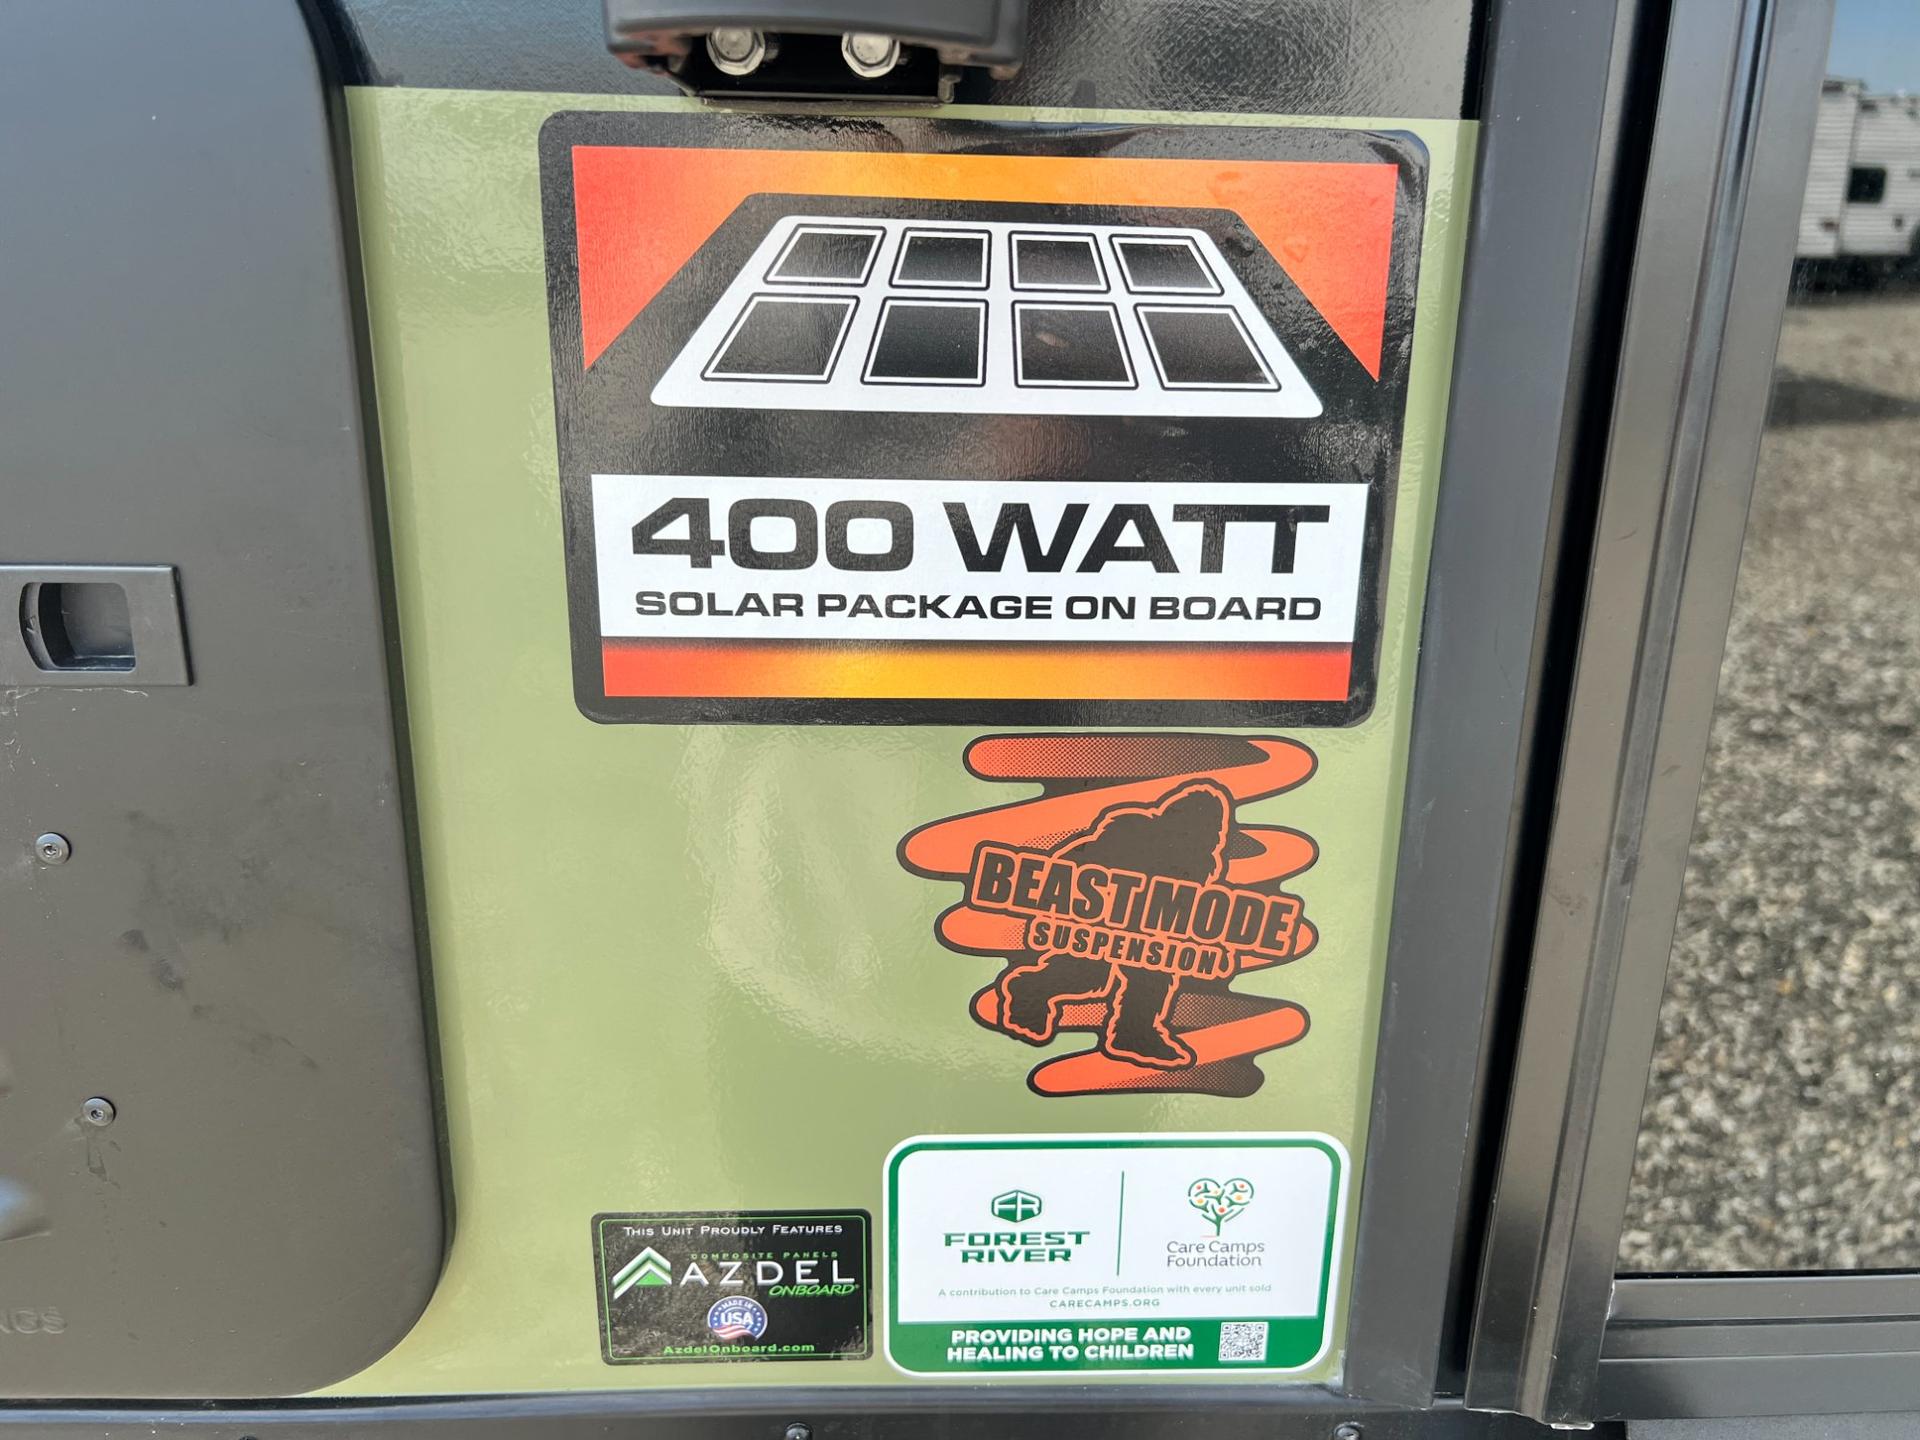 400 WATT
SOLAR PACKAGE ON BOARD
BEAST MODE
SUSPENSION
THIS UNIT PROUDLY FEATURES
COMPOSITE PANELS
AZDEL
ONBOARD®
MADE IN
USA
AzdelOnboard.com
FR
FOREST
RIVER
Care Camps
Foundation
A contribution to Care Camps Foundation with every unit sold
CARECAMPS.ORG
PROVIDING HOPE AND
HEALING TO CHILDREN